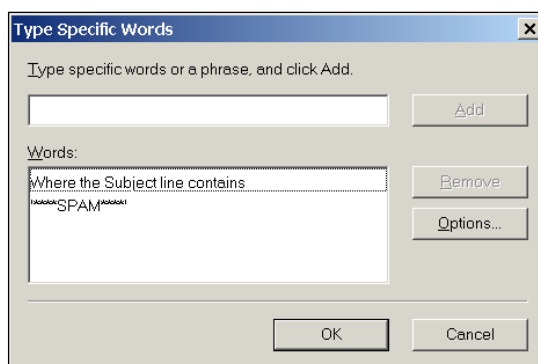 Type Specific Words
Type specific words or a phrase, and click Add.
Add
Words:
Where the Subject line contains
'*****SPAM*****'
Remove
Options...
OK
Cancel